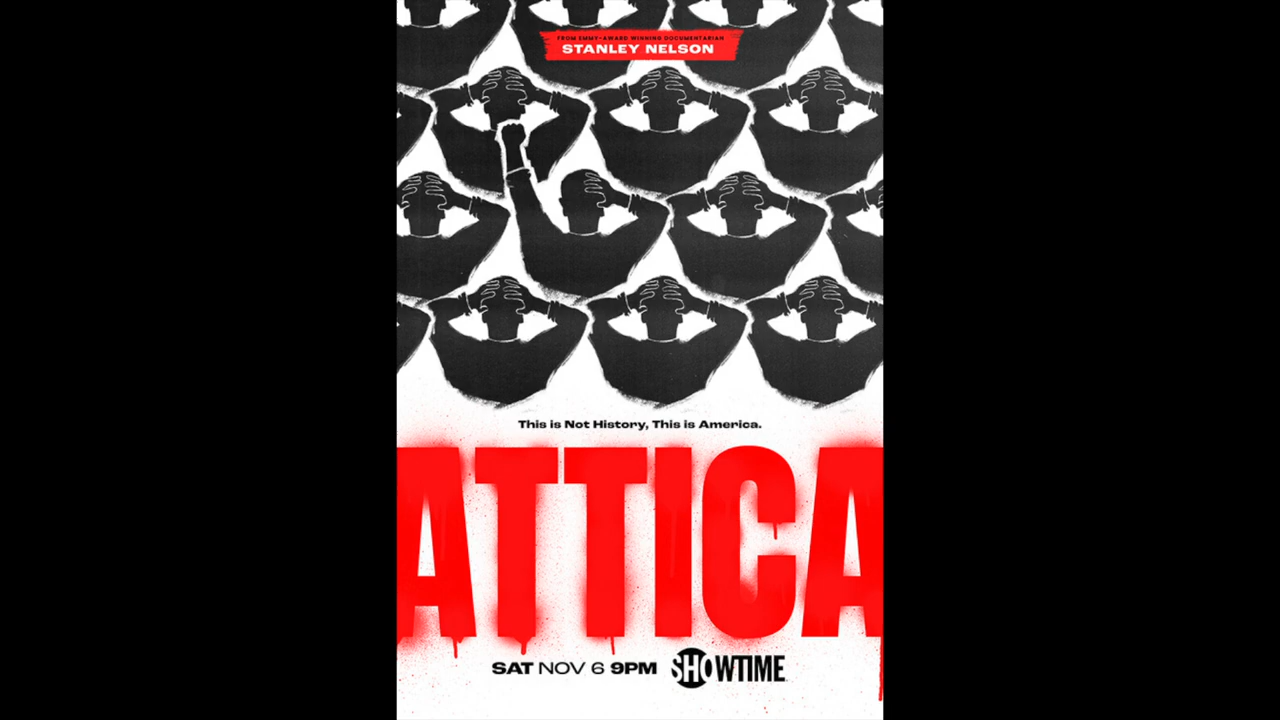 FROM EMMY-AWARD WINNING DOCUMENTARIAN
STANLEY NELSON
This is Not History, This is America.
ATTICA
SAT NOV 6 9PM SHOWTIME